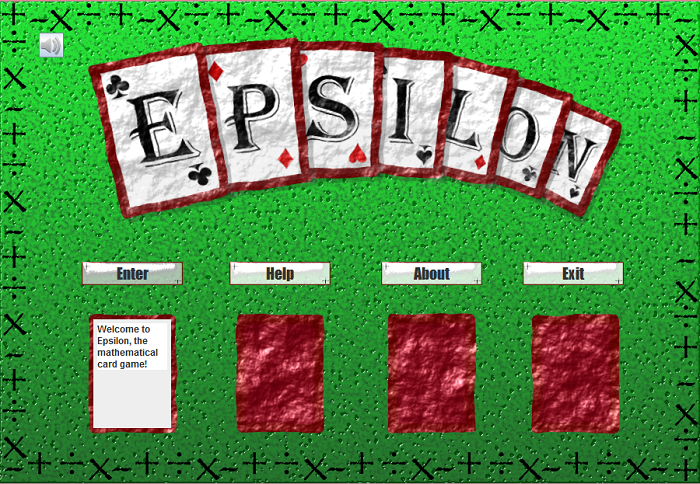 EPSILON
Enter
Help
About
Exit
Welcome to
Epsilon, the
mathematical
card game!